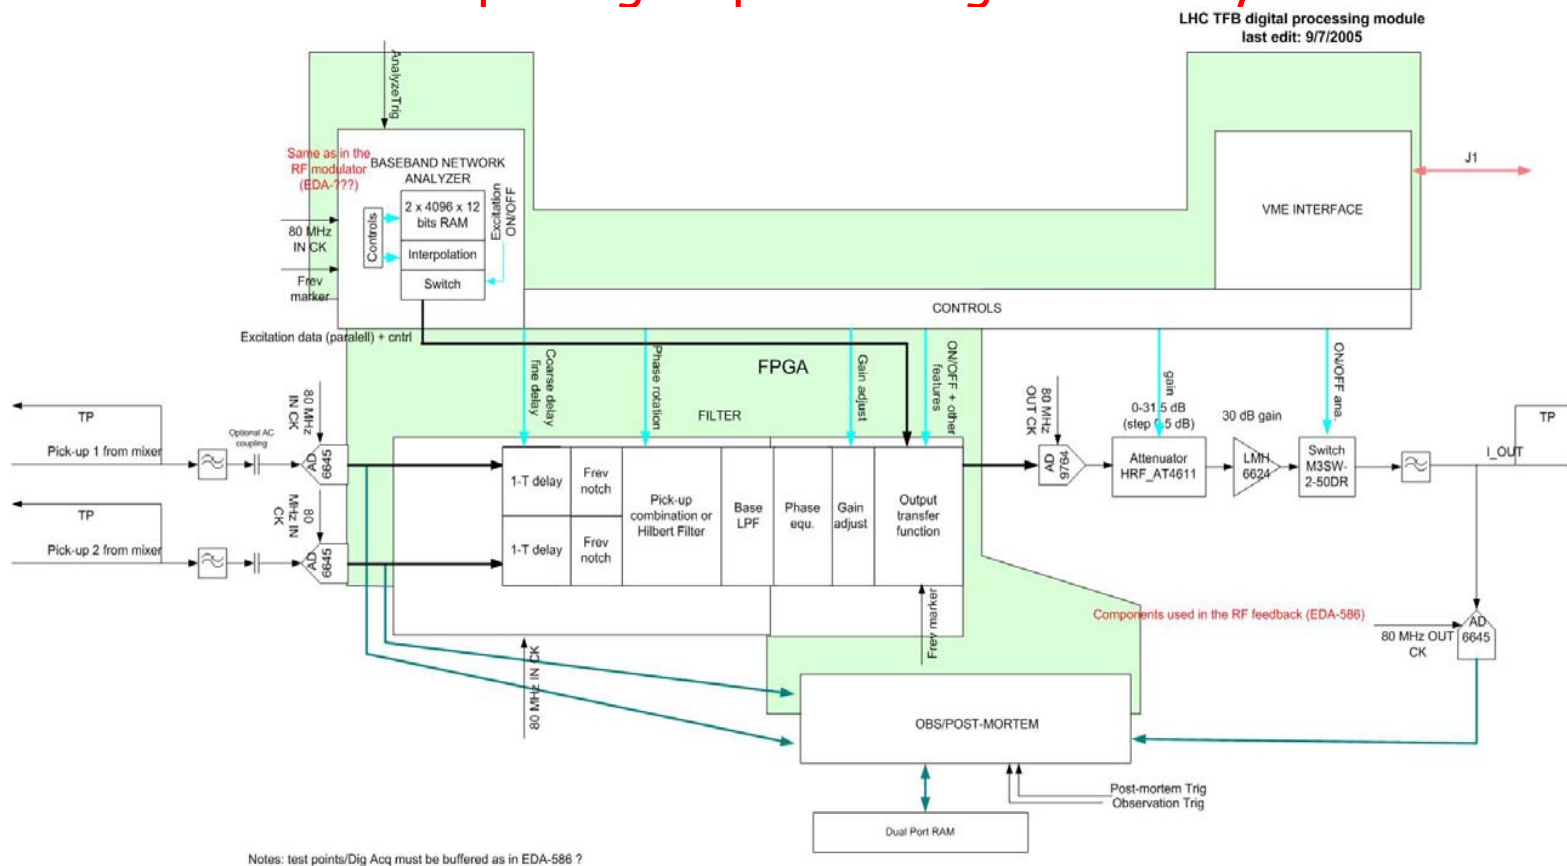 LHC TFB digital processing module
last edit: 9/7/2005
AnalyzeTrig
Same as in the
RF modulator
(EDA-???)
BASEBAND NETWORK
ANALYZER
2 x 4096 x 12
bits RAM
Interpolation
Switch
Controls
Excitation
ON/OFF
80 MHz
IN CK
Frev
marker
J1
VME INTERFACE
CONTROLS
Excitation data (paralell) + cntrl
Coarse delay
fine delay
Phase rotation
FPGA
Gain adjust
ON/OFF + other
features
gain
ON/OFF ana.
FILTER
TP
Pick-up 1 from mixer
Optional AC
coupling
80 MHz
IN CK
AD
6645
TP
Pick-up 2 from mixer
80
MHz IN
CK
AD
6645
1-T delay
Frev
notch
1-T delay
Frev
notch
Pick-up
combination or
Hilbert Filter
Base
LPF
Phase
equ.
Gain
adjust
Output
transfer
function
80 MHz
OUT CK
AD
9764
0-31.5 dB
(step 0.5 dB)
Attenuator
HRF_AT4611
30 dB gain
LMH
6624
Switch
M3SW-
2-50DR
I_OUT
TP
Frev marker
80 MHz IN CK
Components used in the RF feedback (EDA-586)
80 MHz OUT
CK
AD
6645
OBS/POST-MORTEM
Post-mortem Trig
Observation Trig
Dual Port RAM
Notes: test points/Dig Acq must be buffered as in EDA-586 ?